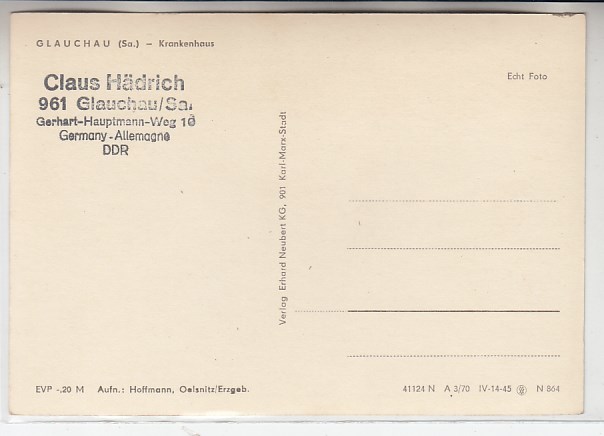 GLAUCHAU (Sa.) – Krankenhaus
Claus Hädrich
961 Glauchau/Sa.
Gerhart-Hauptmann-Weg
Germany-Allemagne
DDR
Echt Foto
Verlag Erhard Neubert KG, 901 Karl-Marx-Stadt
EVP -,20 M Aufn.: Hoffmann, Oelsnitz/Erzgeb.
41124 N A 3/70 IV-14-45 N 864